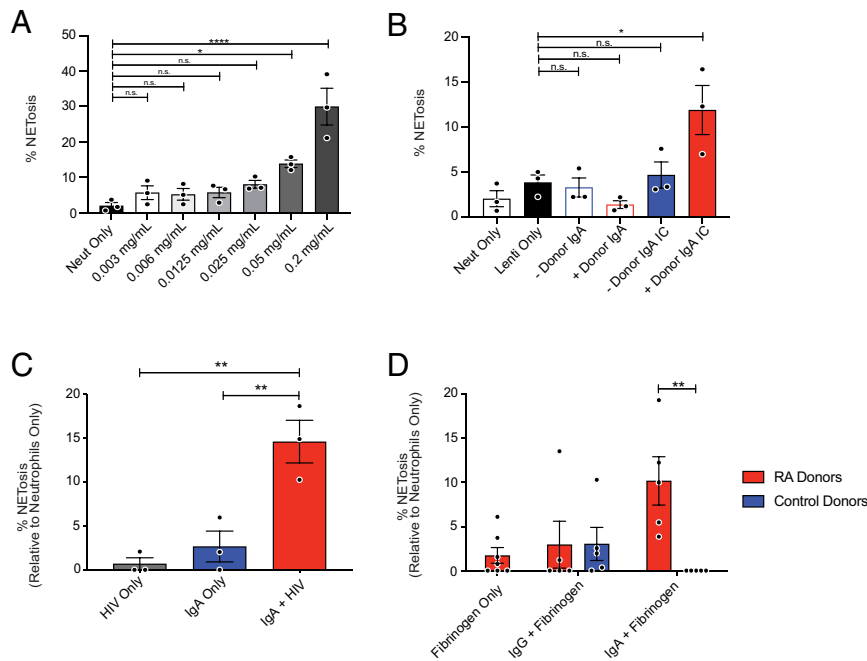 A
% NETosis
50
40
30
20
10
0
****
*
n.s.
n.s.
n.s.
n.s.
Neut Only
0.003 mg/mL
0.006 mg/mL
0.0125 mg/mL
0.025 mg/mL
0.05 mg/mL
0.2 mg/mL
B
% NETosis
20
15
10
5
0
*
n.s.
n.s.
n.s.
Neut Only
Lenti Only
- Donor IgA
+ Donor IgA
- Donor IgA IC
+ Donor IgA IC
C
% NETosis
(Relative to Neutrophils Only)
20
15
10
5
0
**
**
HIV Only
IgA Only
IgA + HIV
D
% NETosis
(Relative to Neutrophils Only)
20
15
10
5
0
**
Fibrinogen Only
IgG + Fibrinogen
IgA + Fibrinogen
RA Donors
Control Donors